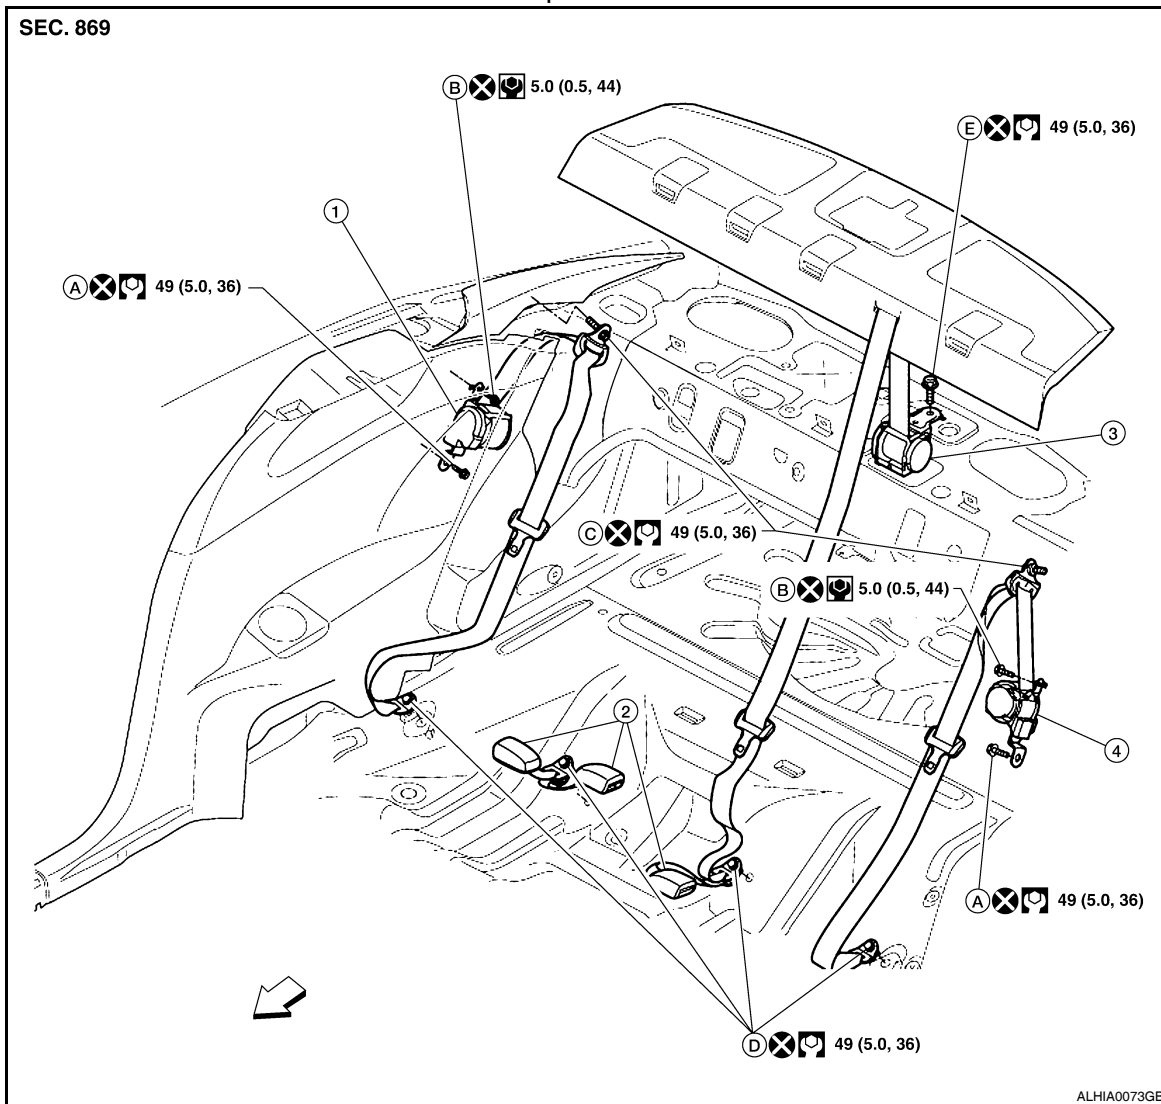 SEC. 869
B 5.0 (0.5, 44)
E 49 (5.0, 36)
1
A 49 (5.0, 36)
3
C 49 (5.0, 36)
B 5.0 (0.5, 44)
2
4
A 49 (5.0, 36)
D 49 (5.0, 36)